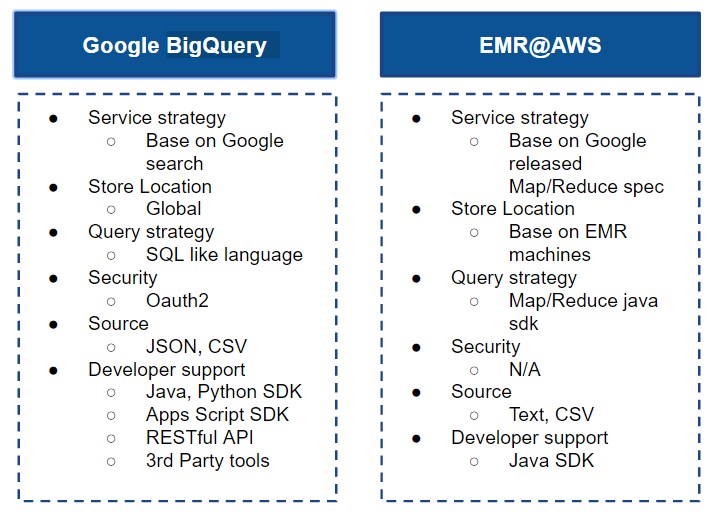 Google BigQuery
● Service strategy
○ Base on Google
search
● Store Location
○ Global
● Query strategy
○ SQL like language
● Security
○ Oauth2
● Source
○ JSON, CSV
● Developer support
○ Java, Python SDK
○ Apps Script SDK
○ RESTful API
○ 3rd Party tools
EMR@AWS
● Service strategy
○ Base on Google
released
Map/Reduce spec
● Store Location
○ Base on EMR
machines
● Query strategy
○ Map/Reduce java
sdk
● Security
○ N/A
● Source
○ Text, CSV
● Developer support
○ Java SDK